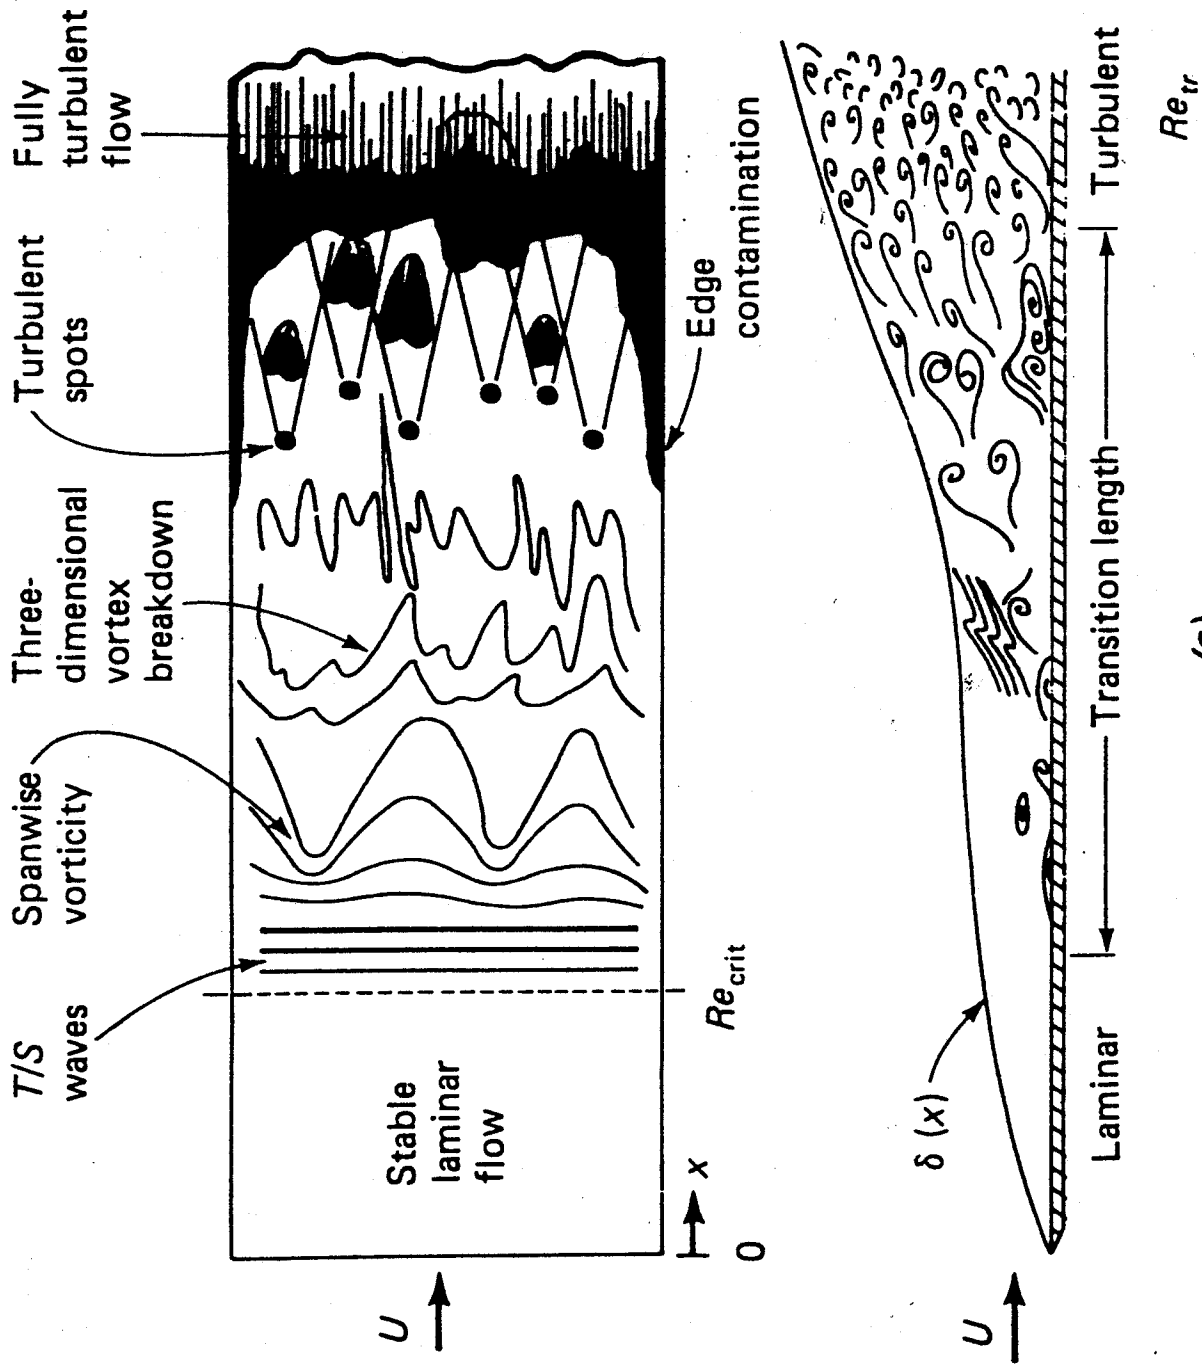 T/S
waves
Spanwise
vorticity
Three-
dimensional
vortex
breakdown
Turbulent
spots
Fully
turbulent
flow
U
Stable
laminar
flow
0
x
Re_crit
Edge
contamination
δ (x)
U
Laminar
Transition length
Turbulent
Re_tr